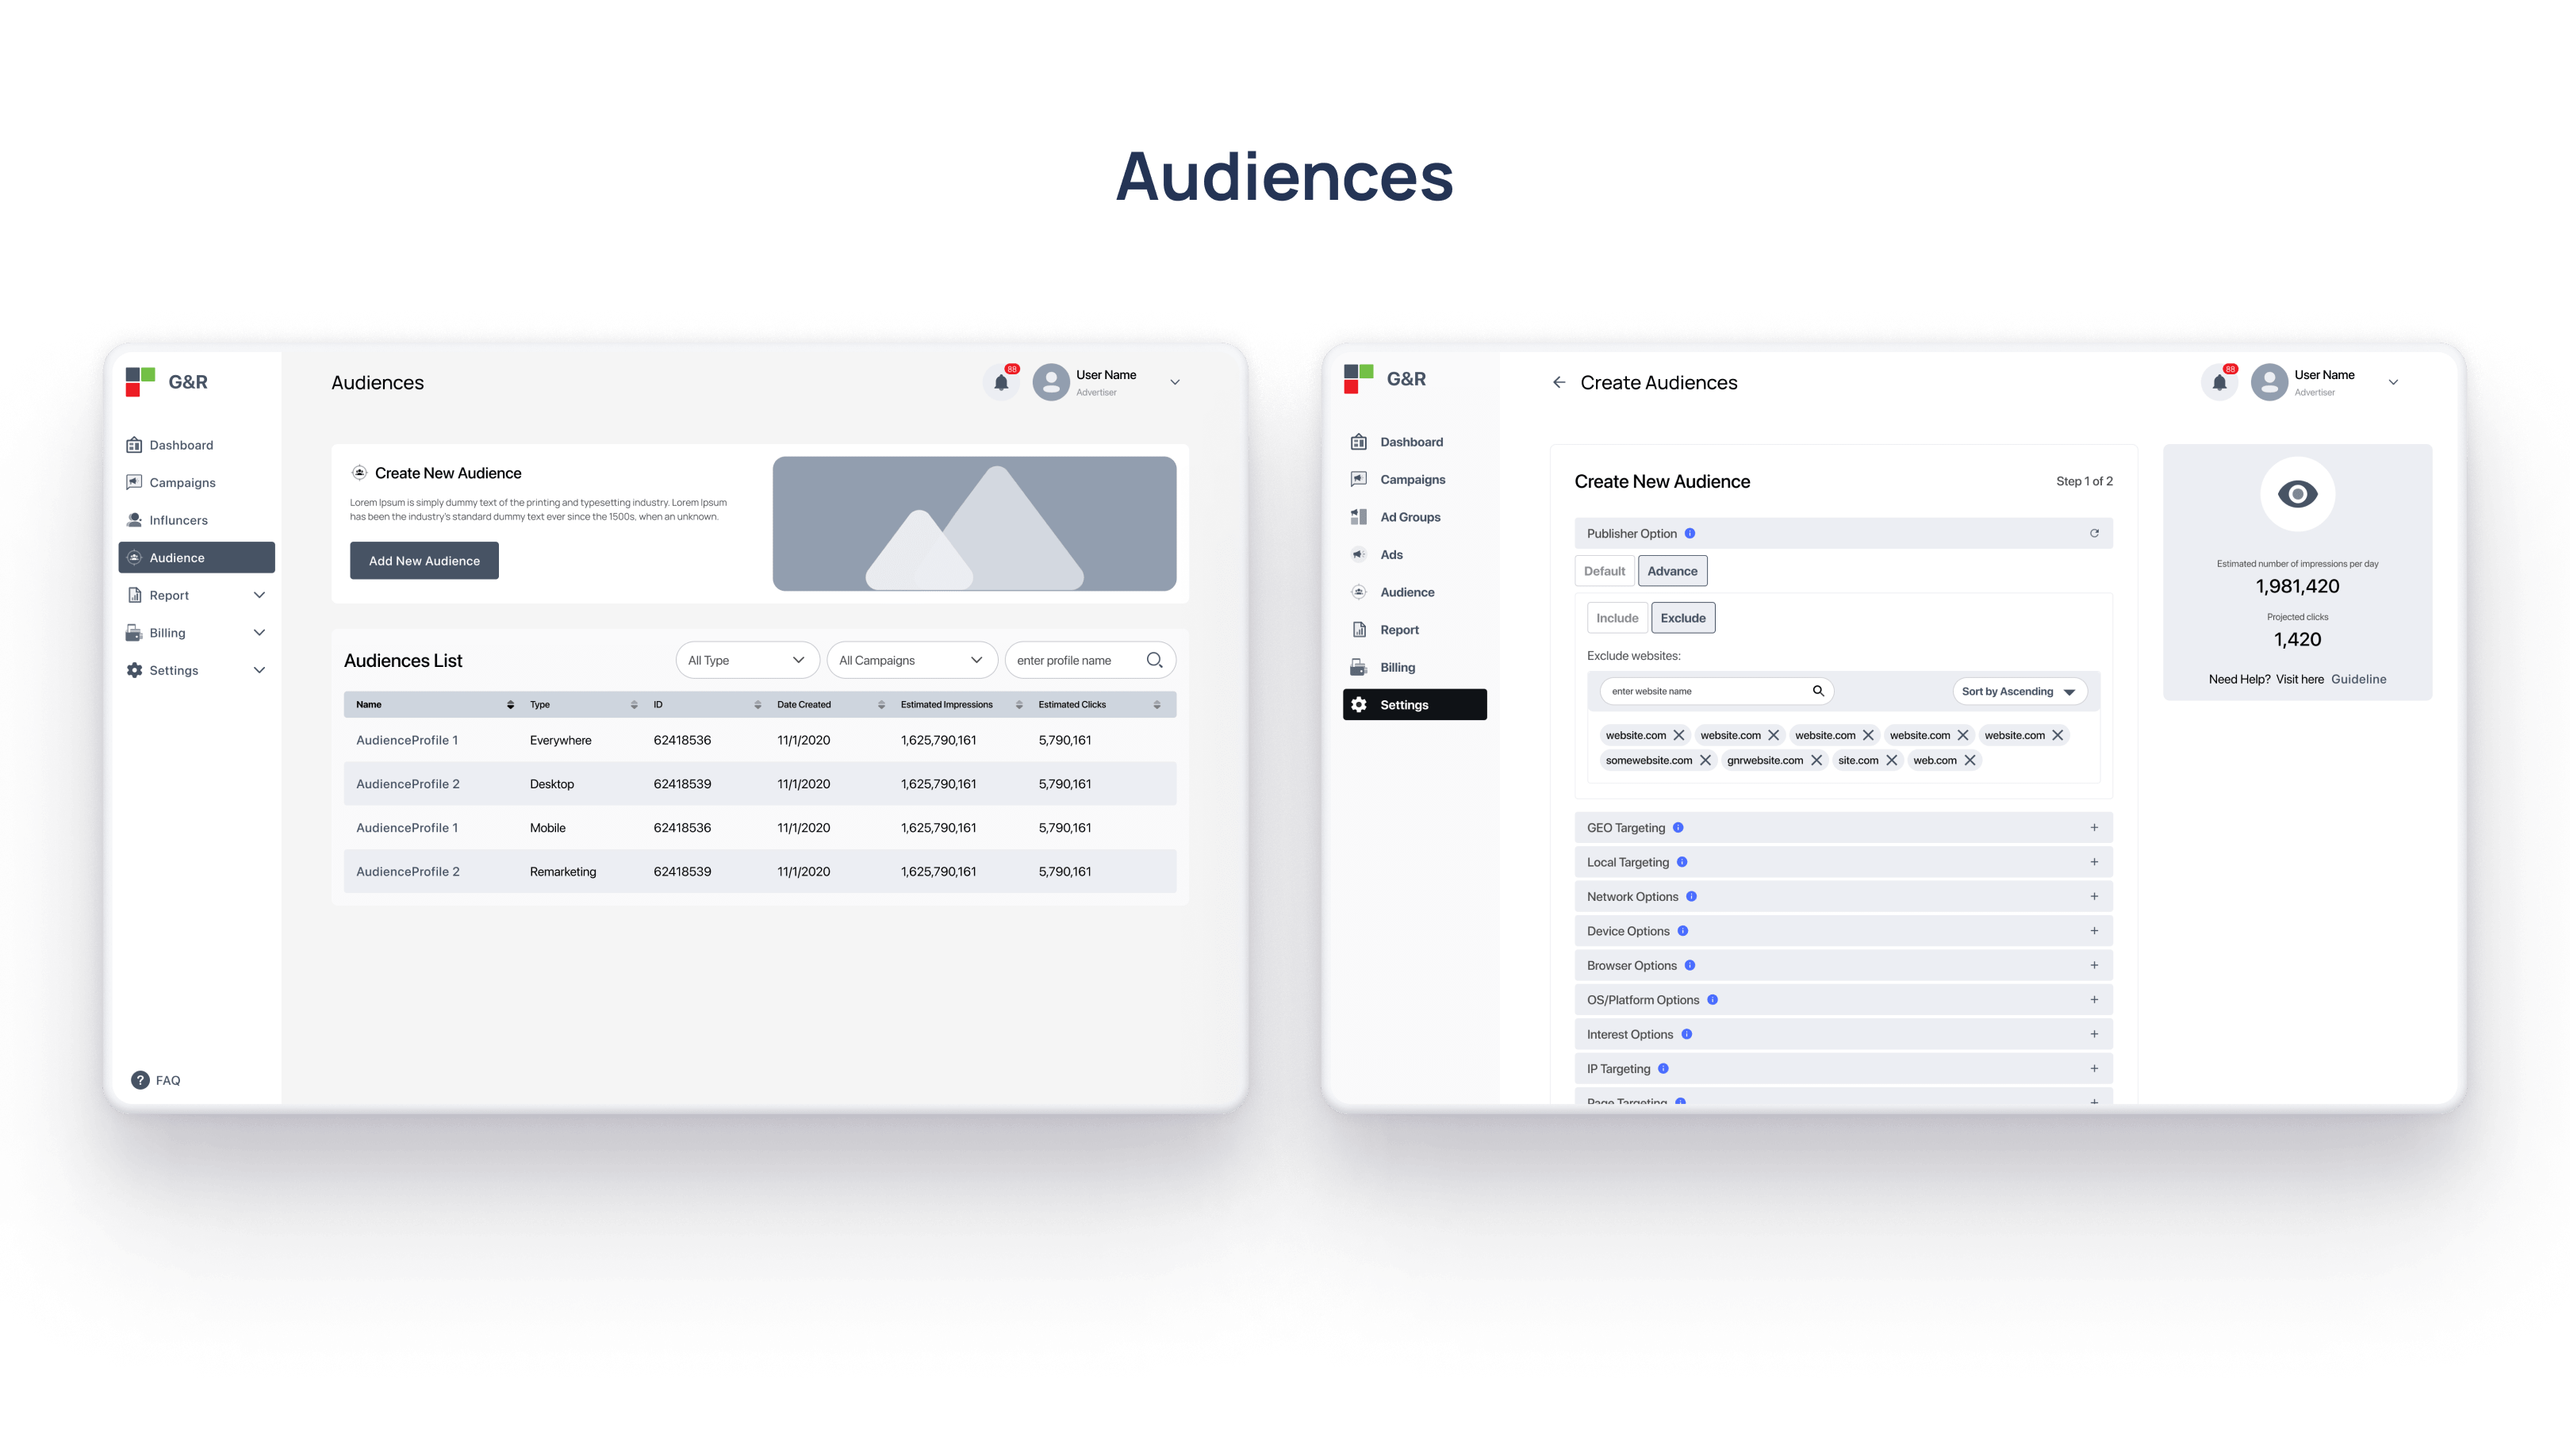 Audiences
G&R
Dashboard
Campaigns
Influncers
Audience
Report
Billing
Settings
FAQ
Audiences
88
User Name
Advertiser
Create New Audience
Lorem Ipsum is simply dummy text of the printing and typesetting industry. Lorem Ipsum
has been the industry's standard dummy text ever since the 1500s, when an unknown.
Add New Audience
Audiences List
All Type
All Campaigns
enter profile name
Name Type ID Date Created Estimated Impressions Estimated Clicks
AudienceProfile 1 Everywhere 62418536 11/1/2020 1,625,790,161 5,790,161
AudienceProfile 2 Desktop 62418539 11/1/2020 1,625,790,161 5,790,161
AudienceProfile 1 Mobile 62418536 11/1/2020 1,625,790,161 5,790,161
AudienceProfile 2 Remarketing 62418539 11/1/2020 1,625,790,161 5,790,161
G&R
Dashboard
Campaigns
Ad Groups
Ads
Audience
Report
Billing
Settings
Create Audiences
88
User Name
Advertiser
Create New Audience
Step 1 of 2
Publisher Option
Default Advance
Include Exclude
Exclude websites:
enter website name
Sort by Ascending
website.com website.com website.com website.com website.com
somewebsite.com gnrwebsite.com site.com web.com
GEO Targeting
Local Targeting
Network Options
Device Options
Browser Options
OS/Platform Options
Interest Options
IP Targeting
Page Targeting
Estimated number of impressions per day
1,981,420
Projected clicks
1,420
Need Help? Visit here Guideline